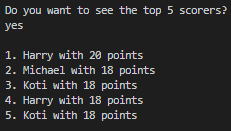 Do you want to see the top 5 scorers?
yes

1. Harry with 20 points
2. Michael with 18 points
3. Koti with 18 points
4. Harry with 18 points
5. Koti with 18 points